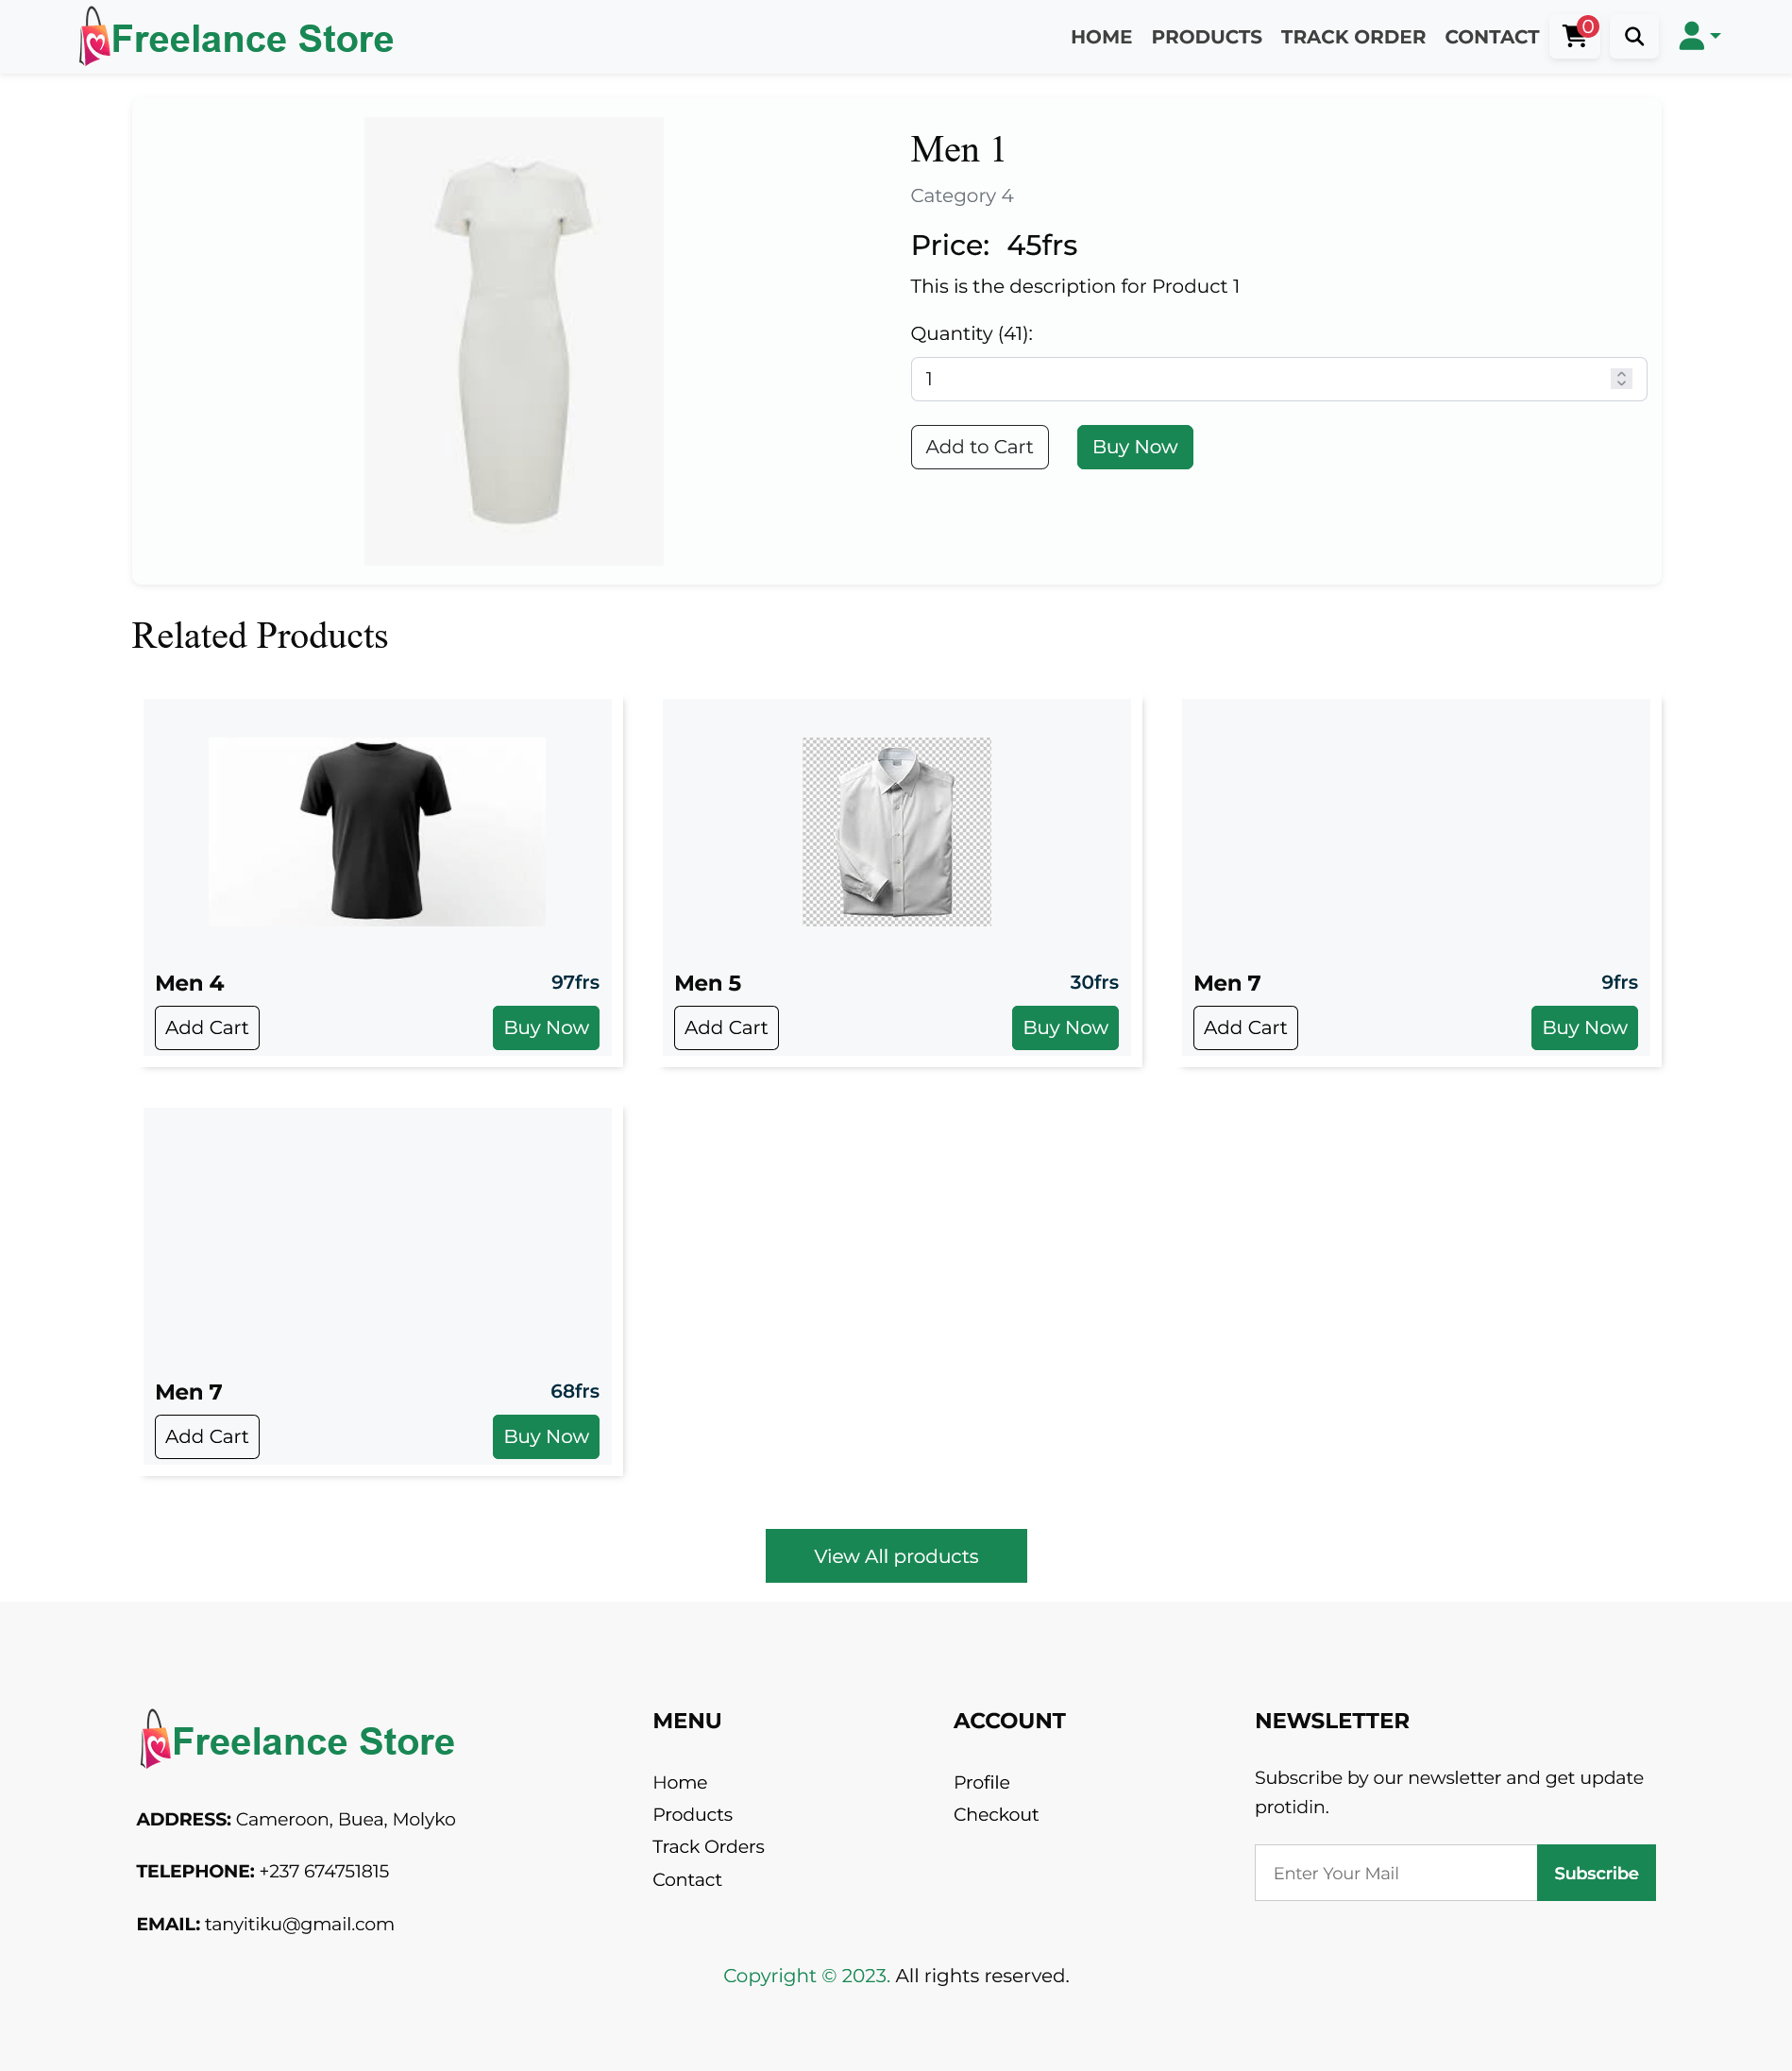 Freelance Store
HOME PRODUCTS TRACK ORDER CONTACT 0
Men 1
Category 4
Price: 45frs
This is the description for Product 1
Quantity (41):
1
Add to Cart Buy Now
Related Products
Men 4 97frs
Add Cart Buy Now
Men 5 30frs
Add Cart Buy Now
Men 7 9frs
Add Cart Buy Now
Men 7 68frs
Add Cart Buy Now
View All products
Freelance Store
ADDRESS: Cameroon, Buea, Molyko
TELEPHONE: +237 674751815
EMAIL: tanyitiku@gmail.com
MENU
Home
Products
Track Orders
Contact
ACCOUNT
Profile
Checkout
NEWSLETTER
Subscribe by our newsletter and get update
protidin.
Enter Your Mail Subscribe
Copyright © 2023. All rights reserved.